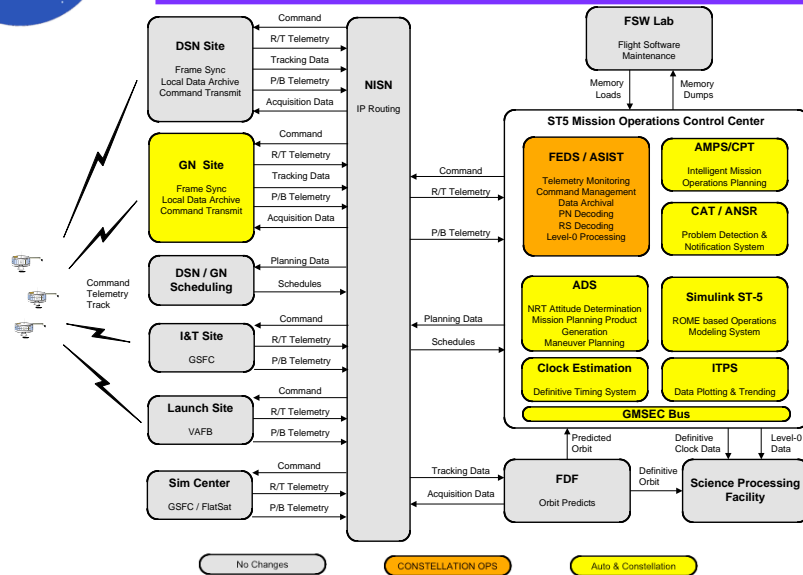 DSN Site
Frame Sync
Local Data Archive
Command Transmit
Command
R/T Telemetry
Tracking Data
P/B Telemetry
Acquisition Data
GN Site
Frame Sync
Local Data Archive
Command Transmit
Command
R/T Telemetry
Tracking Data
P/B Telemetry
Acquisition Data
Command
Telemetry
Track
DSN / GN
Scheduling
Planning Data
Schedules
I&T Site
GSFC
Command
R/T Telemetry
P/B Telemetry
Launch Site
VAFB
Command
R/T Telemetry
P/B Telemetry
Sim Center
GSFC / FlatSat
Command
R/T Telemetry
P/B Telemetry
NISN
IP Routing
Command
R/T Telemetry
P/B Telemetry
Planning Data
Schedules
Tracking Data
Acquisition Data
FSW Lab
Flight Software
Maintenance
Memory
Loads
Memory
Dumps
ST5 Mission Operations Control Center
FEDS / ASIST
Telemetry Monitoring
Command Management
Data Archival
PN Decoding
RS Decoding
Level-0 Processing
AMPS/CPT
Intelligent Mission
Operations Planning
CAT / ANSR
Problem Detection &
Notification System
ADS
NRT Attitude Determination
Mission Planning Product
Generation
Maneuver Planning
Simulink ST-5
ROME based Operations
Modeling System
Clock Estimation
Definitive Timing System
ITPS
Data Plotting & Trending
GMSEC Bus
Predicted
Orbit
Definitive
Clock Data
Level-0
Data
FDF
Orbit Predicts
Definitive
Orbit
Science Processing
Facility
No Changes
CONSTELLATION OPS
Auto & Constellation